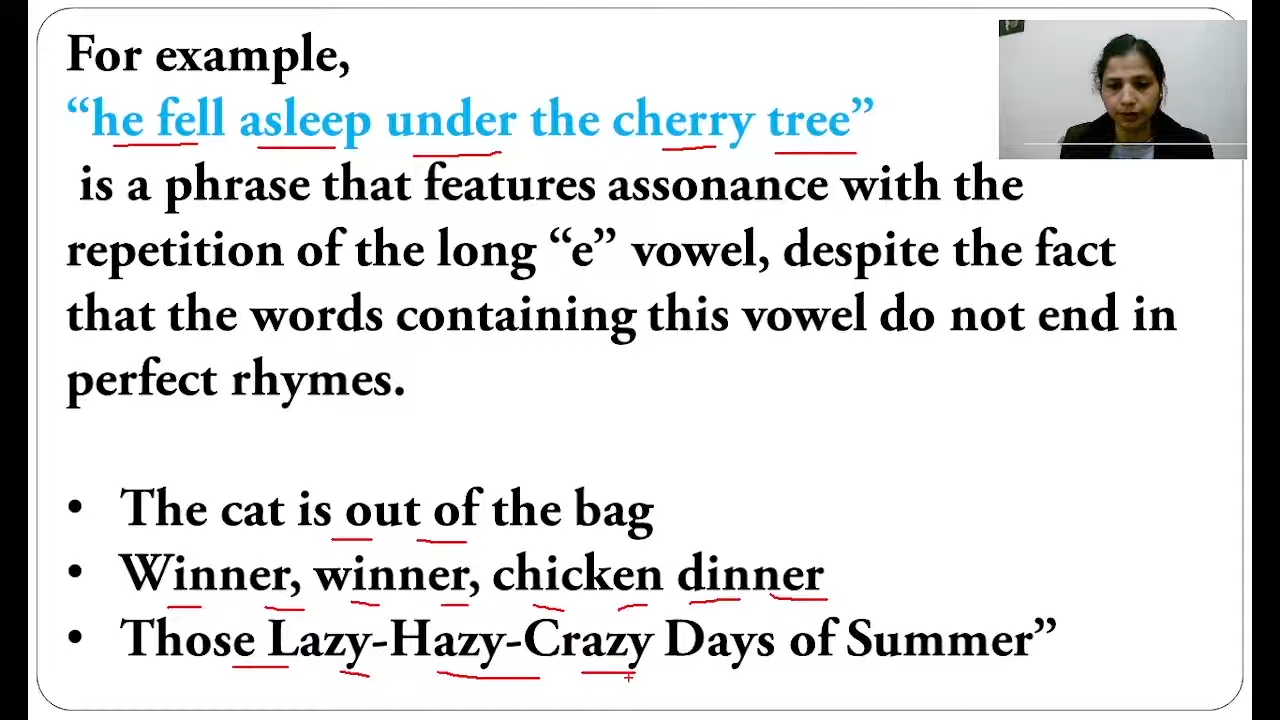 For example,
“he fell asleep under the cherry tree”
is a phrase that features assonance with the
repetition of the long “e” vowel, despite the fact
that the words containing this vowel do not end in
perfect rhymes.
• The cat is out of the bag
• Winner, winner, chicken dinner
• Those Lazy-Hazy-Crazy Days of Summer”